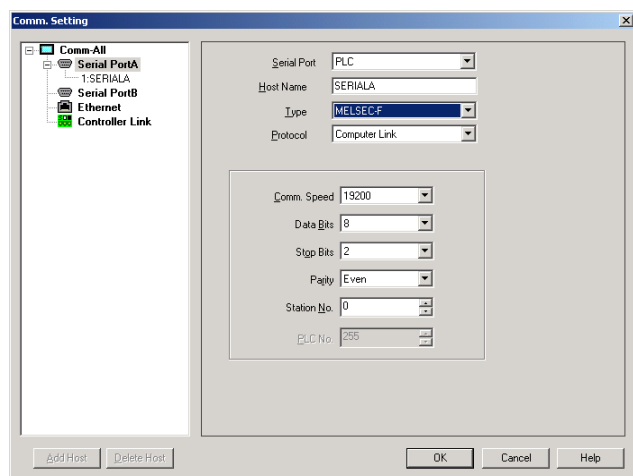 Comm. Setting
Comm-All
Serial PortA
1:SERIALA
Serial PortB
Ethernet
Controller Link
Serial Port PLC
Host Name SERIALA
Type MELSEC-F
Protocol Computer Link
Comm. Speed 19200
Data Bits 8
Stop Bits 2
Parity Even
Station No. 0
PLC No. 255
Add Host Delete Host OK Cancel Help